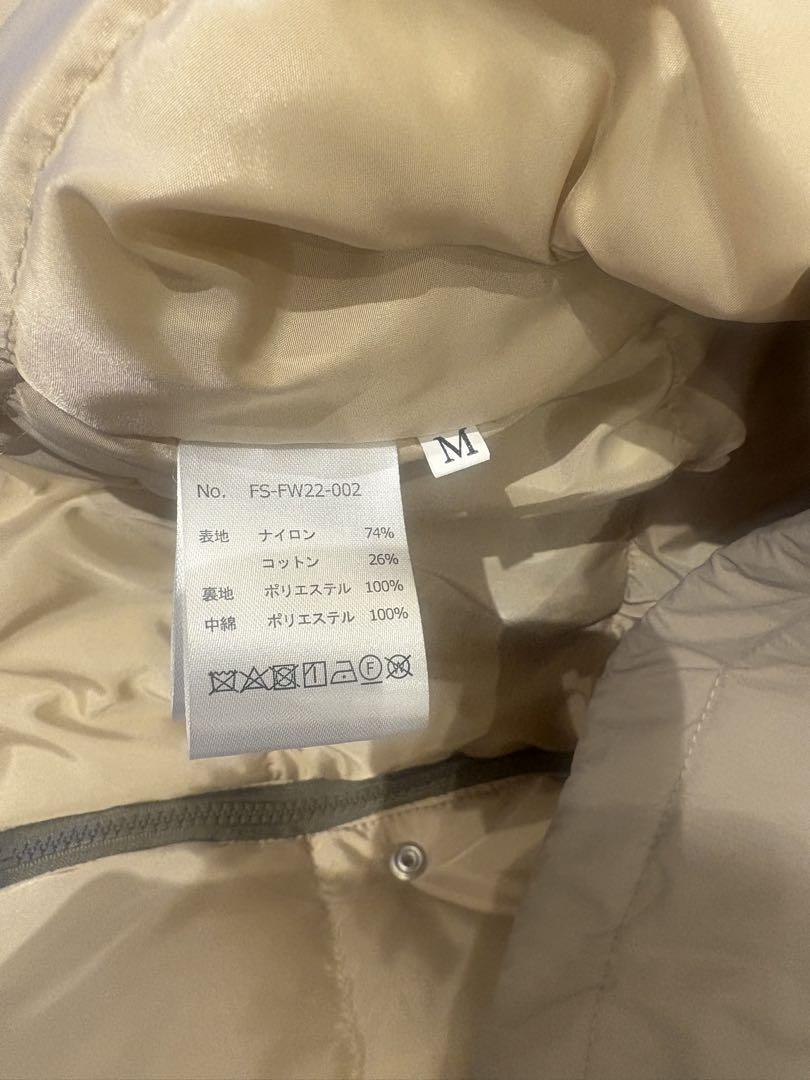 M
No. FS-FW22-002
表地 ナイロン 74%
コットン 26%
裏地 ポリエステル 100%
中綿 ポリエステル 100%
F W